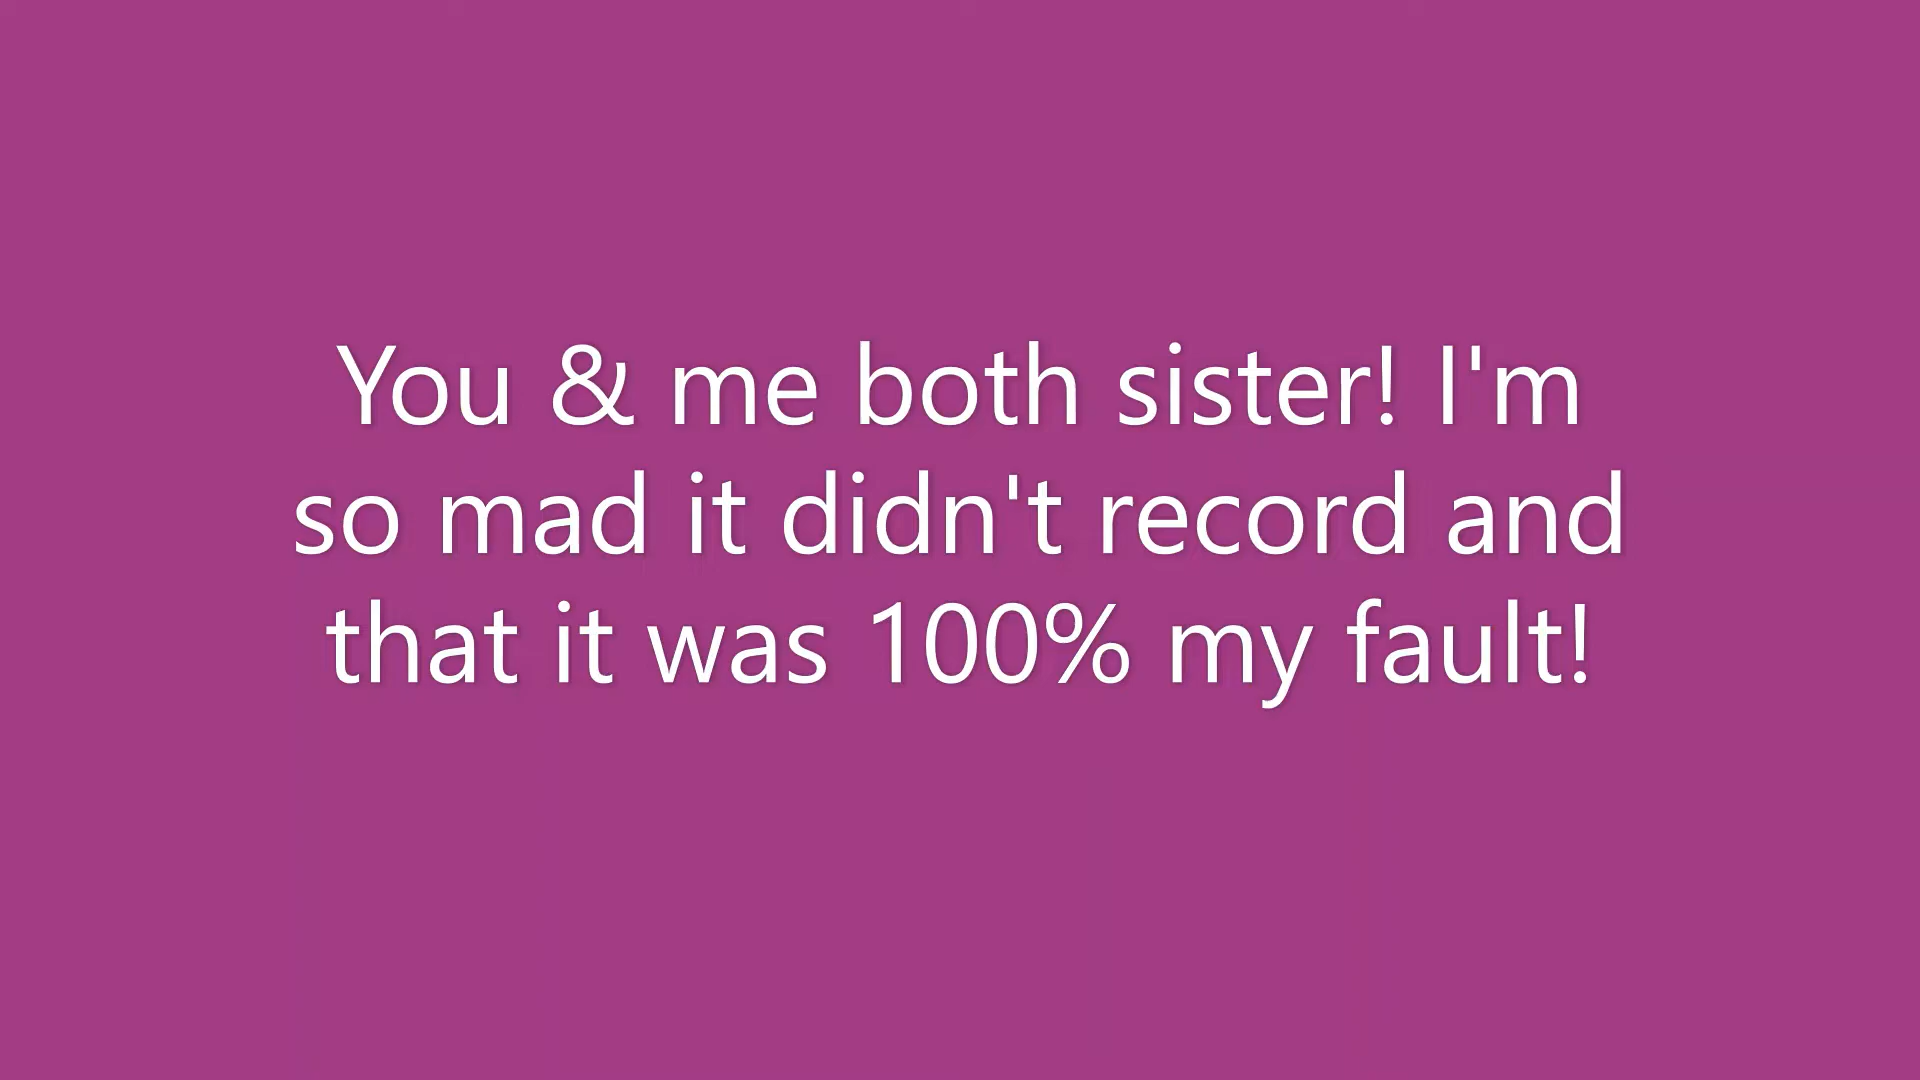 You & me both sister! I'm
so mad it didn't record and
that it was 100% my fault!